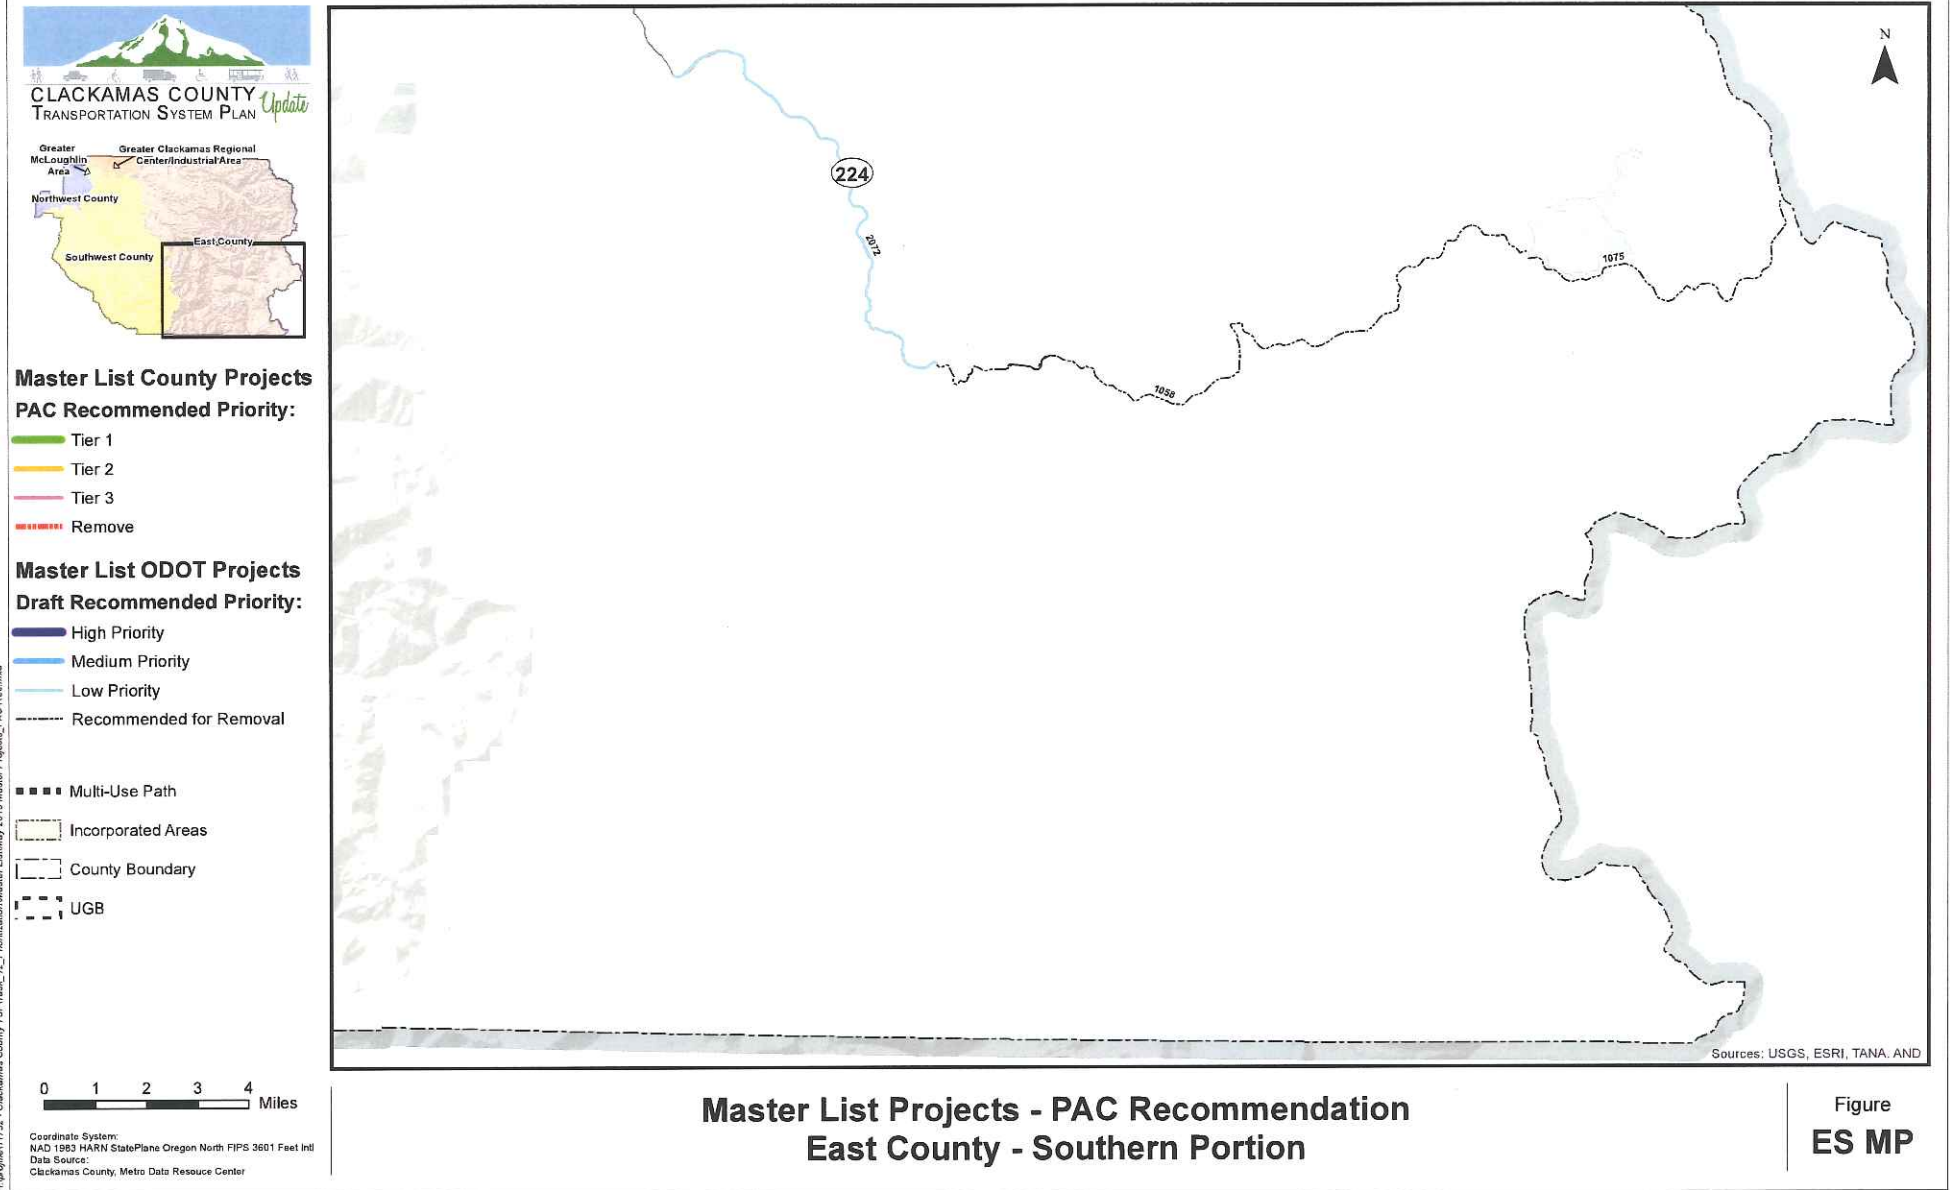 CLACKAMAS COUNTY
TRANSPORTATION SYSTEM PLAN
Update
Greater
McLoughlin
Area
Greater Clackamas Regional
Center/Industrial Area
Northwest County
East County
Southwest County
Master List County Projects
PAC Recommended Priority:
Tier 1
Tier 2
Tier 3
Remove
Master List ODOT Projects
Draft Recommended Priority:
High Priority
Medium Priority
Low Priority
Recommended for Removal
Multi-Use Path
Incorporated Areas
County Boundary
UGB
0 1 2 3 4
Miles
Coordinate System:
NAD 1983 HARN StatePlane Oregon North FIPS 3601 Feet Intl
Data Source:
Clackamas County, Metro Data Resouce Center
N
224
2072
1058
1075
Sources: USGS, ESRI, TANA. AND
Master List Projects - PAC Recommendation
East County - Southern Portion
Figure
ES MP